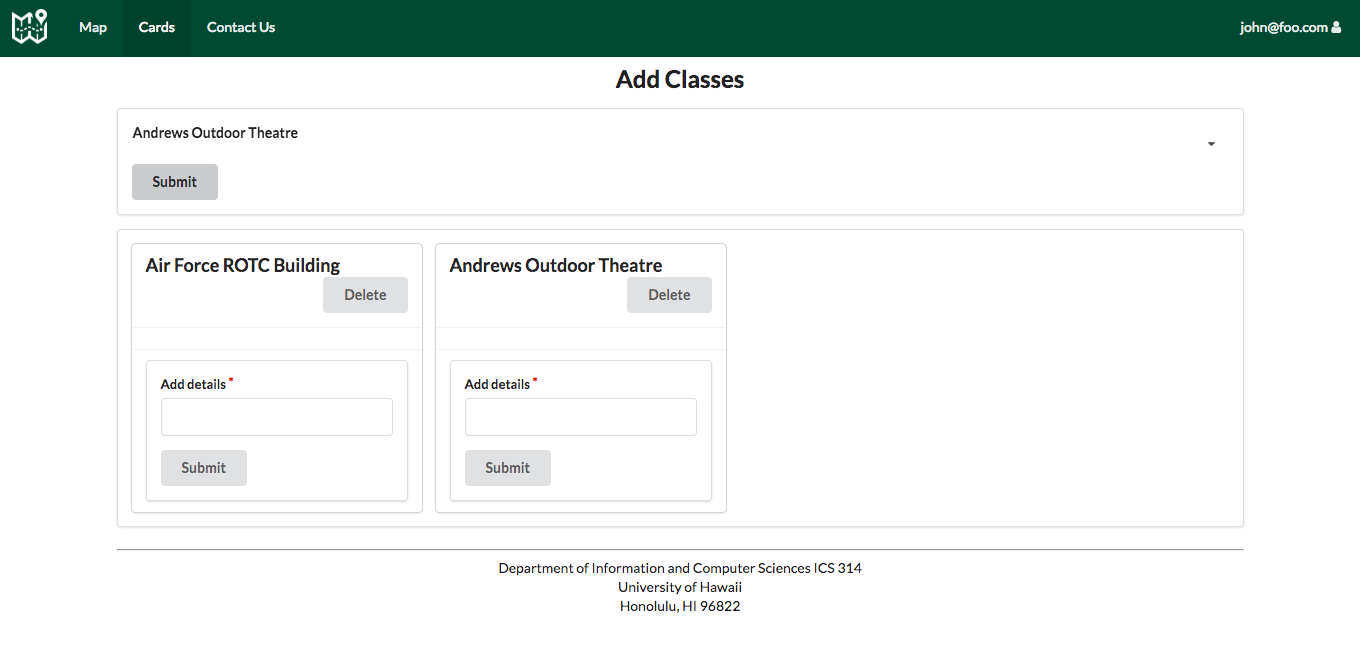 Map Cards Contact Us john@foo.com
Add Classes
Andrews Outdoor Theatre
Submit
Air Force ROTC Building
Delete
Add details *
Submit
Andrews Outdoor Theatre
Delete
Add details *
Submit
Department of Information and Computer Sciences ICS 314
University of Hawaii
Honolulu, HI 96822